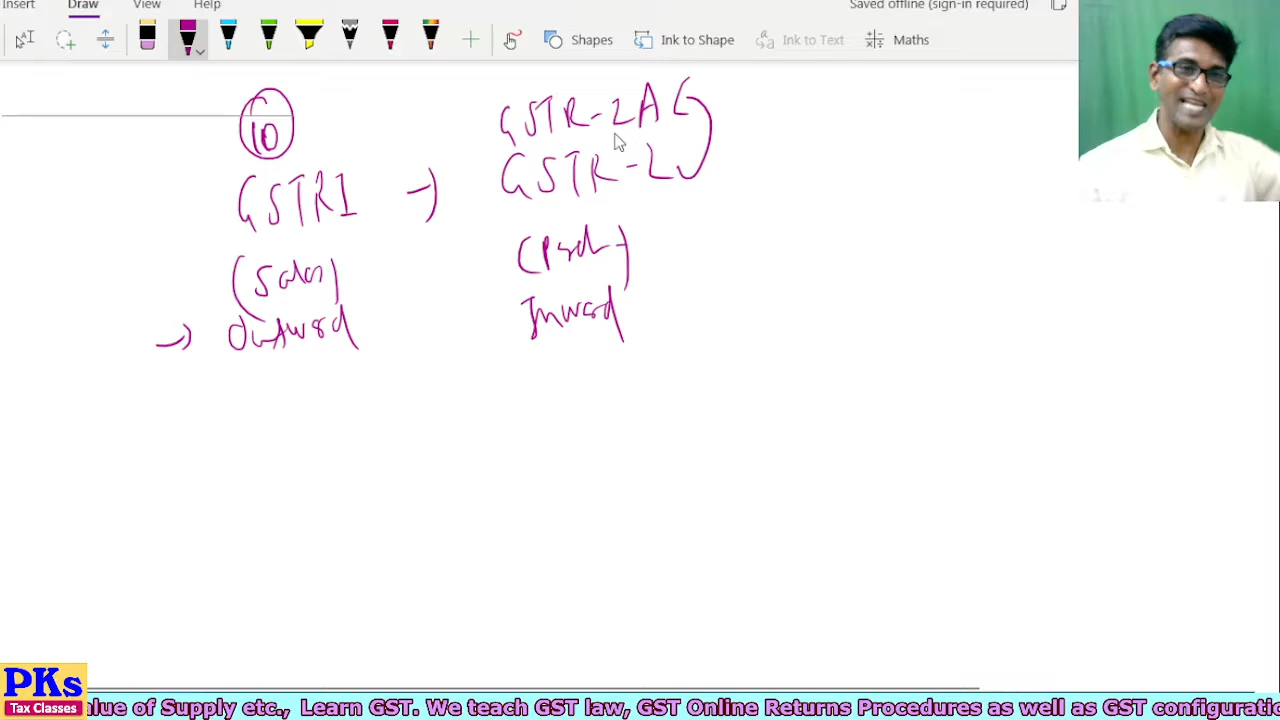 Insert Draw View Help Saved offline (sign-in required)
Shapes Ink to Shape Ink to Text Maths
10
GSTR-2A
GSTR-2
GSTR1
(Sales)
Outward
Inward
PKs
Tax Classes
alue of Supply etc., Learn GST. We teach GST law, GST Online Returns Procedures as well as GST configuratio